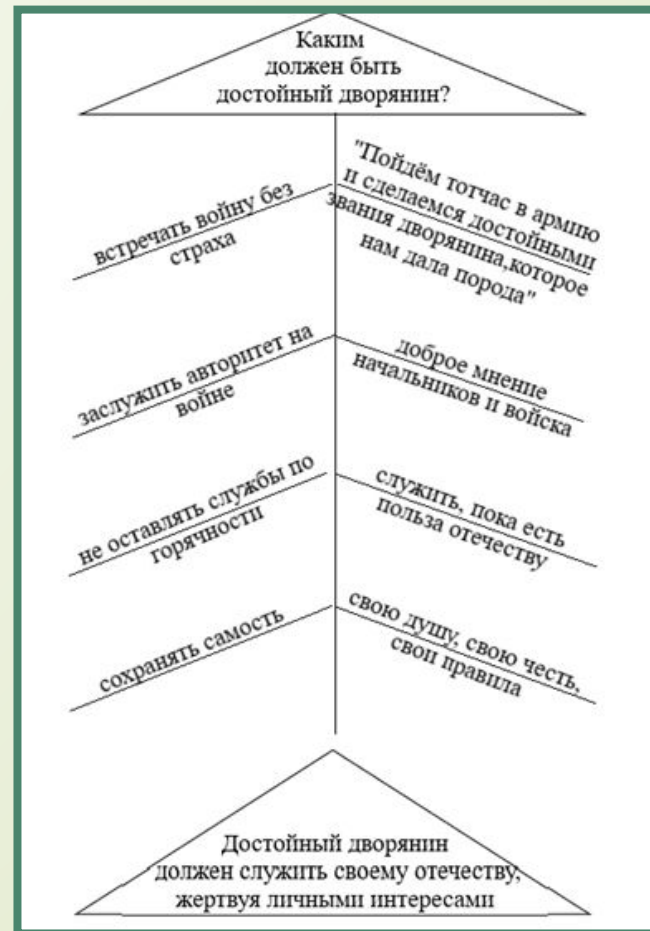 Каким
должен быть
достойный дворянин?
встречать войну без
страха
"Пойдём тотчас в армию
и сделаемся достойными
звания дворянина,которое
нам дала порода"
заслужить авторитет на
войне
доброе мнение
начальников и войска
не оставлять службы по
горячности
служить, пока есть
польза отечеству
сохранять самость
свою душу, свою честь,
свои правила
Достойный дворянин
должен служить своему отечеству,
жертвуя личными интересами